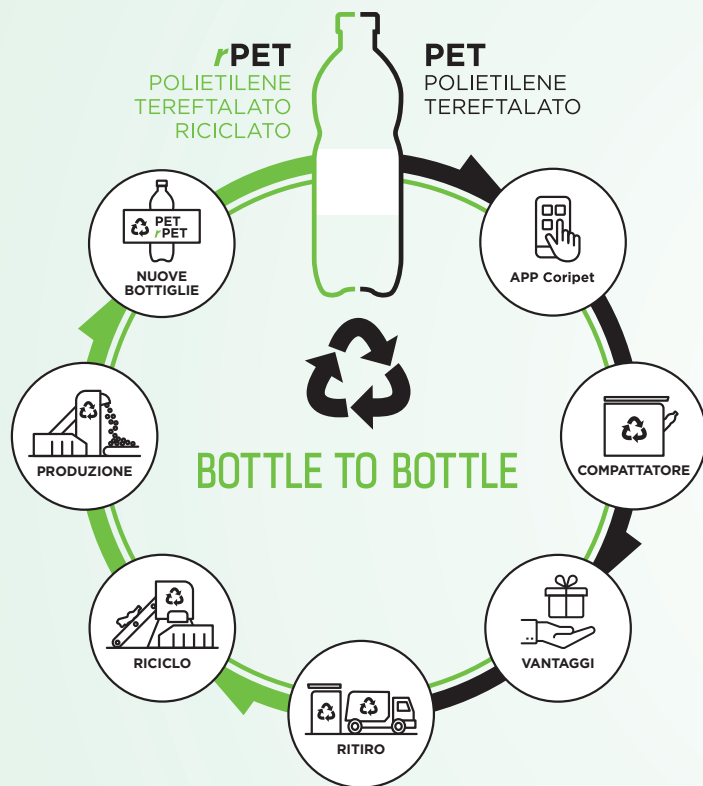 rPET
POLIETILENE
TEREFTALATO
RICICLATO
PET
POLIETILENE
TEREFTALATO
APP Coripet
COMPATTATORE
VANTAGGI
RITIRO
RICICLO
PRODUZIONE
PET
rPET
NUOVE
BOTTIGLIE
BOTTLE TO BOTTLE